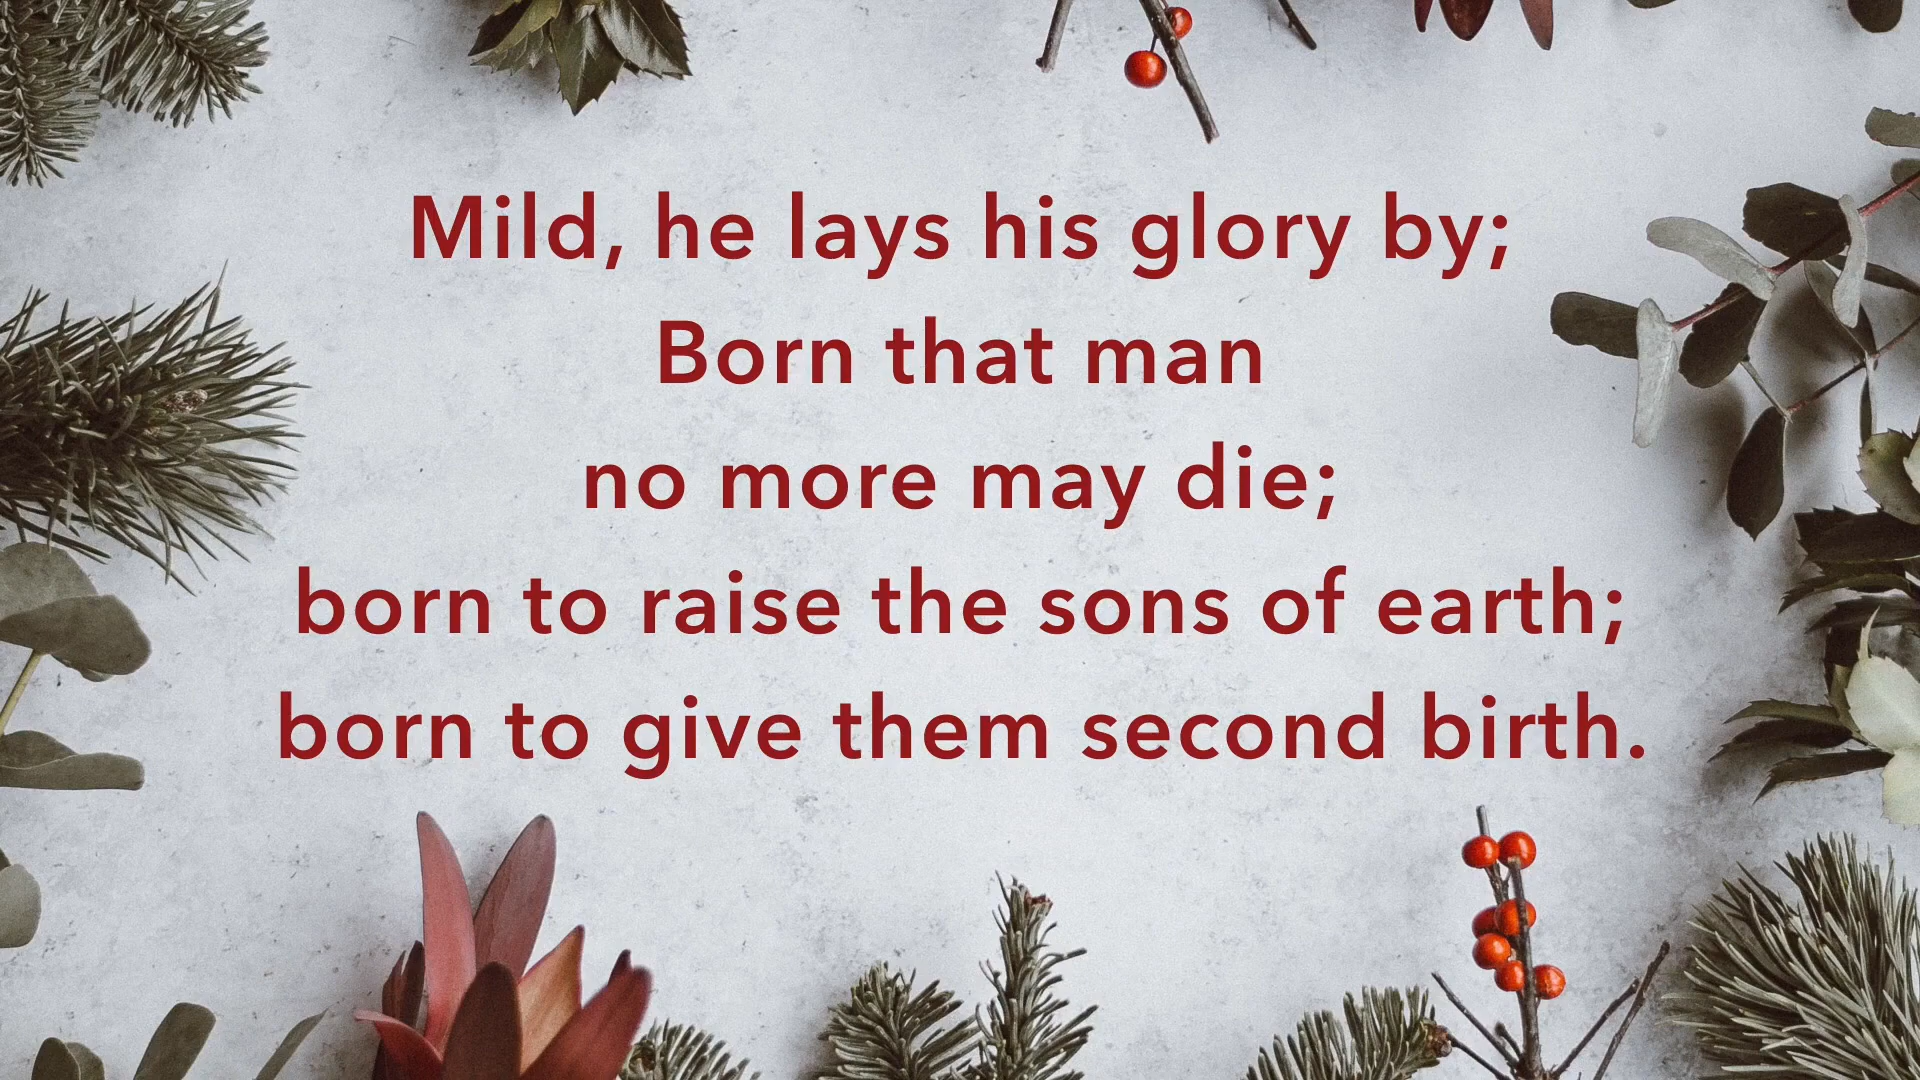 Mild, he lays his glory by;
Born that man
no more may die;
born to raise the sons of earth;
born to give them second birth.